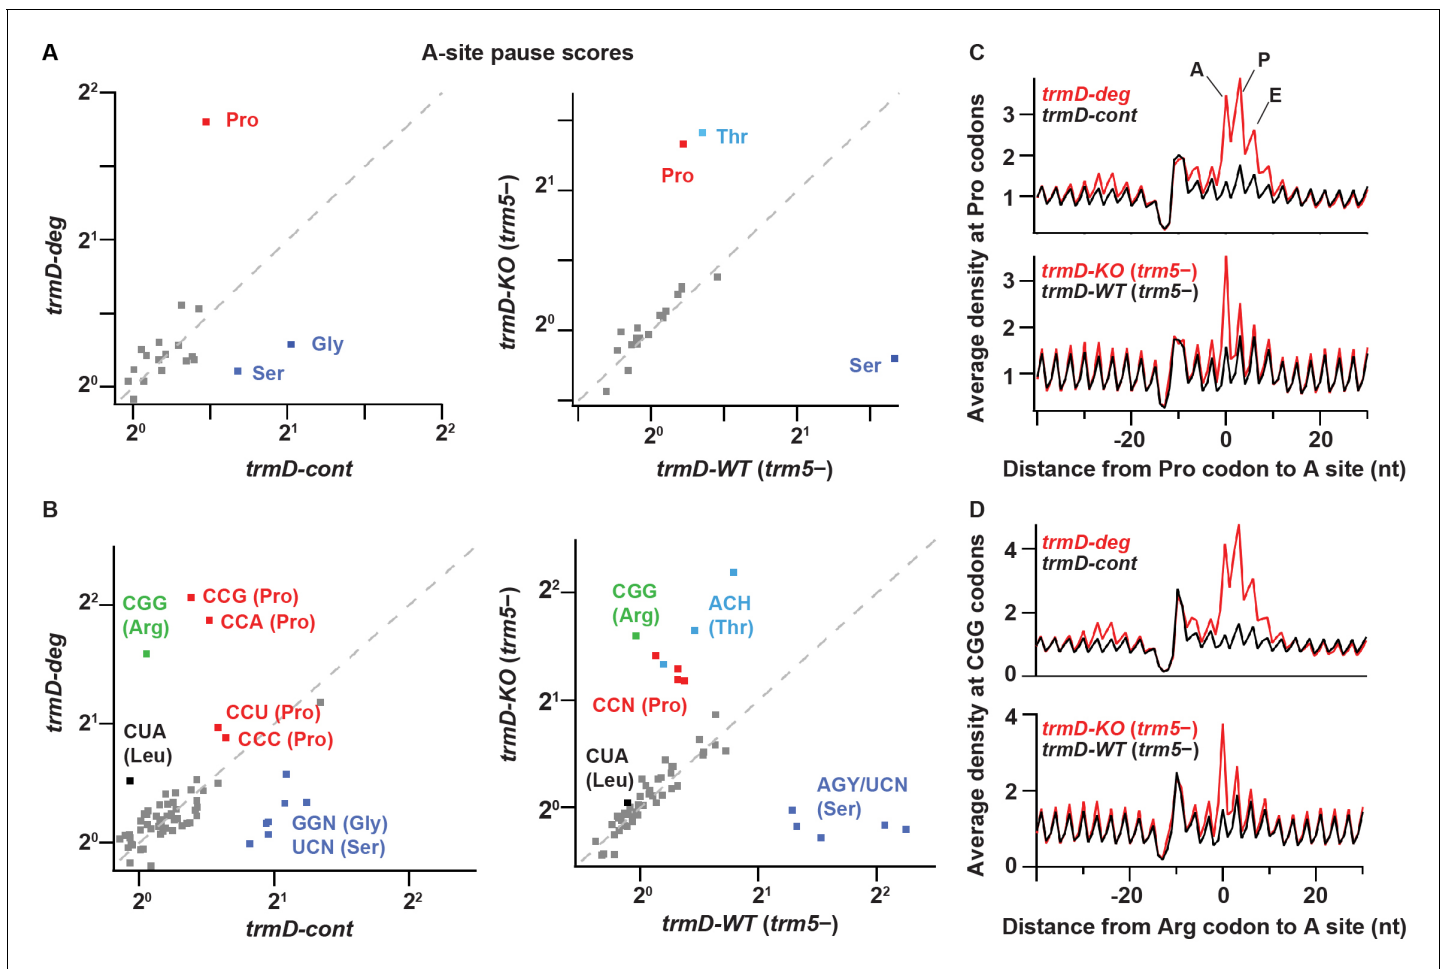 A
A-site pause scores
2²
2¹
2⁰
trmD-deg
Pro
Gly
Ser
2⁰
2¹
2²
trmD-cont
2¹
2⁰
trmD-KO (trm5–)
Thr
Pro
Ser
2⁰
2¹
trmD-WT (trm5–)
C
Average density at Pro codons
trmD-deg
trmD-cont
A
P
E
3
2
1
trmD-KO (trm5–)
trmD-WT (trm5–)
3
2
1
-20
0
20
Distance from Pro codon to A site (nt)
B
2²
2¹
2⁰
trmD-deg
CGG
(Arg)
CCG (Pro)
CCA (Pro)
CCU (Pro)
CCC (Pro)
CUA
(Leu)
GGN (Gly)
UCN (Ser)
2⁰
2¹
2²
trmD-cont
2²
2¹
2⁰
trmD-KO (trm5–)
CGG
(Arg)
ACH
(Thr)
CCN (Pro)
CUA
(Leu)
AGY/UCN
(Ser)
2⁰
2¹
2²
trmD-WT (trm5–)
D
Average density at CGG codons
trmD-deg
trmD-cont
4
2
0
trmD-KO (trm5–)
trmD-WT (trm5–)
4
2
0
-20
0
20
Distance from Arg codon to A site (nt)